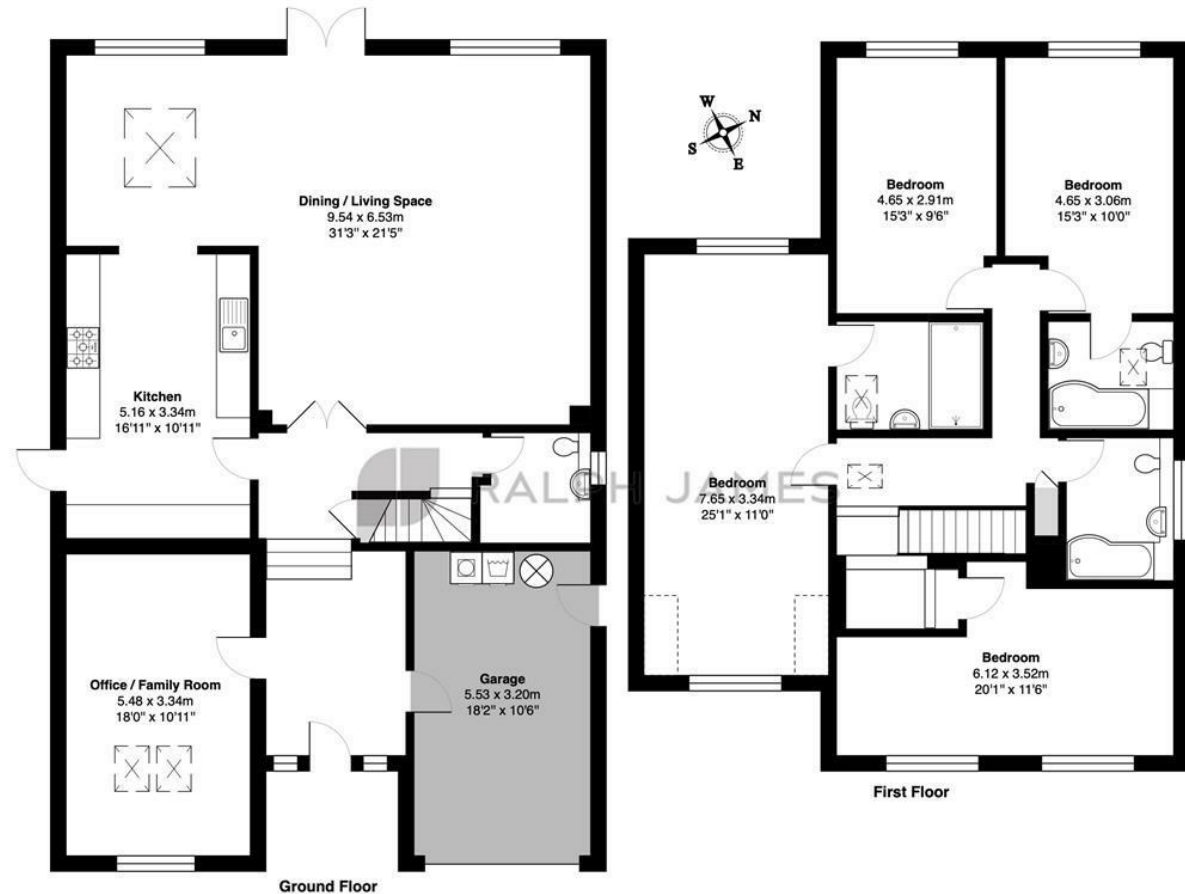 Dining / Living Space
9.54 x 6.53m
31'3" x 21'5"
Kitchen
5.16 x 3.34m
16'11" x 10'11"
Office / Family Room
5.48 x 3.34m
18'0" x 10'11"
Garage
5.53 x 3.20m
18'2" x 10'6"
Ground Floor
W
N
S
E
Bedroom
4.65 x 2.91m
15'3" x 9'6"
Bedroom
4.65 x 3.06m
15'3" x 10'0"
Bedroom
7.65 x 3.34m
25'1" x 11'0"
Bedroom
6.12 x 3.52m
20'1" x 11'6"
First Floor
RALPH JAMES